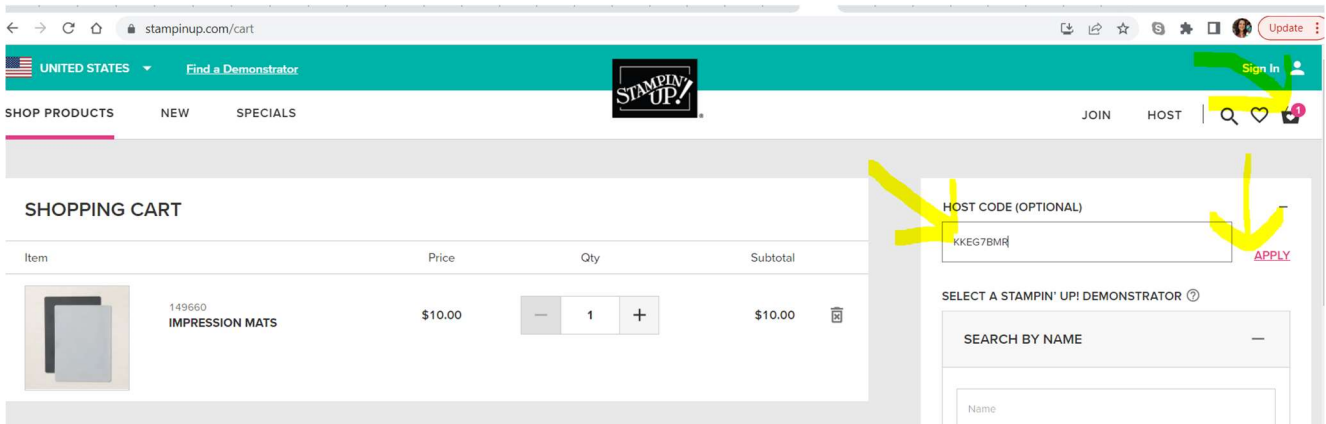 stampinup.com/cart
Update
UNITED STATES
Find a Demonstrator
STAMPIN' UP!
Sign In
SHOP PRODUCTS
NEW
SPECIALS
JOIN
HOST
1
SHOPPING CART
Item
Price
Qty
Subtotal
149660
IMPRESSION MATS
$10.00
1
$10.00
HOST CODE (OPTIONAL)
KKEG7BMR
APPLY
SELECT A STAMPIN' UP! DEMONSTRATOR
SEARCH BY NAME
Name